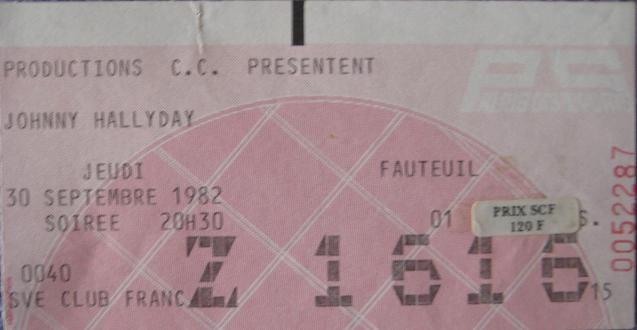 PRODUCTIONS C.C. PRESENTENT
JOHNNY HALLYDAY
JEUDI FAUTEUIL
30 SEPTEMBRE 1982
SOIREE 20H30 01 S.
PRIX SCF
120 F
0040 Z 1616
SVE CLUB FRANC 15
0052287